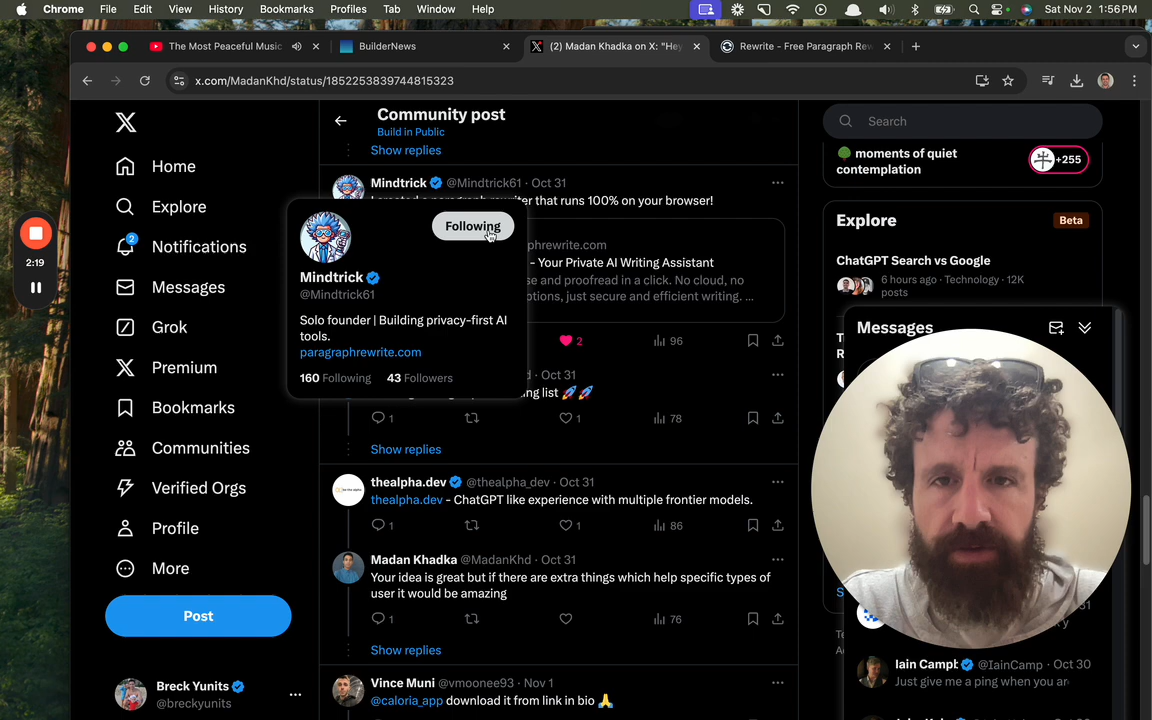 Chrome File Edit View History Bookmarks Profiles Tab Window Help Sat Nov 2 1:56 PM
The Most Peaceful Music
BuilderNews
(2) Madan Khadka on X: "Hey
Rewrite - Free Paragraph Rew
x.com/MadanKhd/status/1852253839744815323
2:19
Home
Explore
2
Notifications
Messages
Grok
Premium
Bookmarks
Communities
Verified Orgs
Profile
More
Post
Breck Yunits
@breckyunits
Community post
Build in Public
Show replies
Mindtrick @Mindtrick61 · Oct 31
that runs 100% on your browser!
phrewrite.com
- Your Private AI Writing Assistant
se and proofread in a click. No cloud, no
ptions, just secure and efficient writing. ...
2 96
Following
Mindtrick
@Mindtrick61
Solo founder | Building privacy-first AI
tools.
paragraphrewrite.com
160 Following 43 Followers
d · Oct 31
list 🚀🚀
1 1 78
Show replies
thealpha.dev @thealpha_dev · Oct 31
thealpha.dev - ChatGPT like experience with multiple frontier models.
1 1 86
Madan Khadka @MadanKhd · Oct 31
Your idea is great but if there are extra things which help specific types of
user it would be amazing
1 76
Show replies
Vince Muni @vmoonee93 · Nov 1
@caloria_app download it from link in bio 🙏
Search
🌳 moments of quiet
contemplation
+255
Explore
Beta
ChatGPT Search vs Google
6 hours ago · Technology · 12K
posts
Messages
Iain Campb @IainCamp · Oct 30
Just give me a ping when you ar